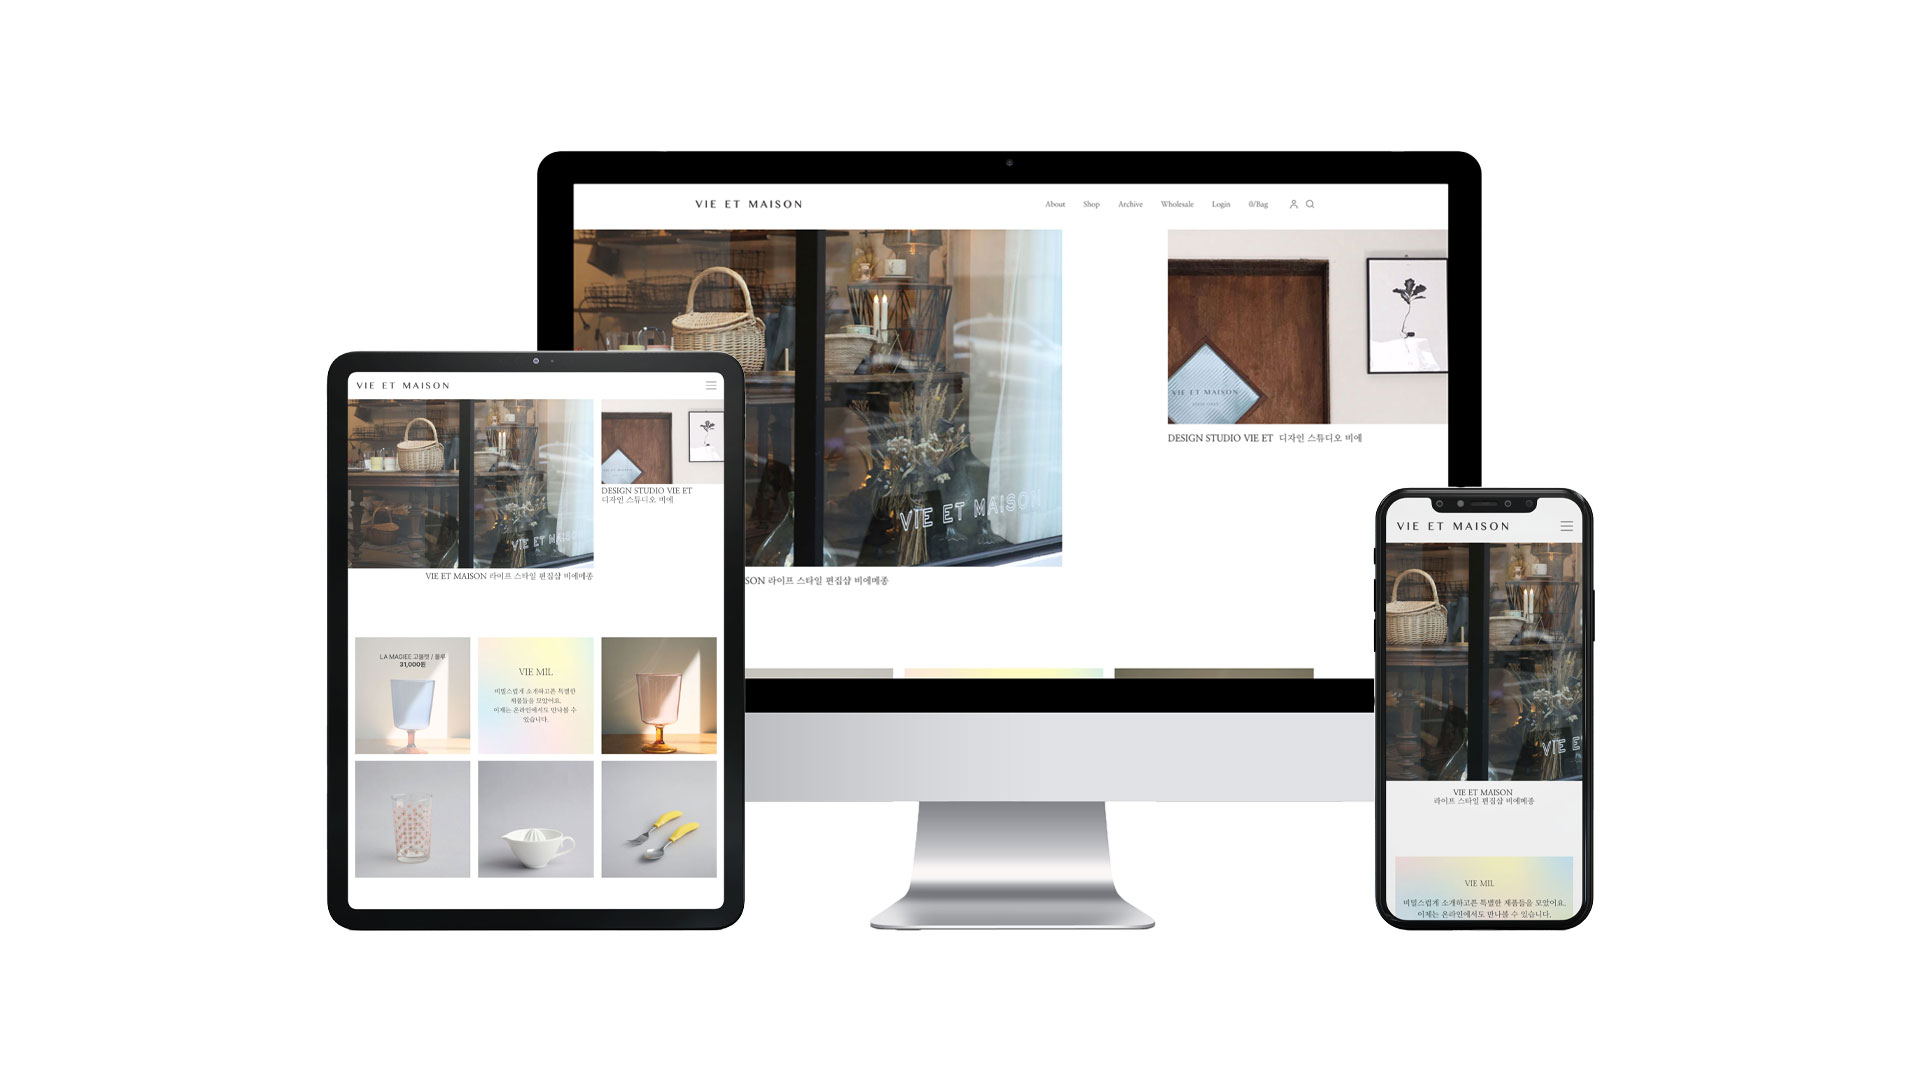 VIE ET MAISON
About Shop Archive Wholesale Login 0/Bag
VIE ET MAISON
VIE ET MAISON
DESIGN STUDIO VIE ET 디자인 스튜디오 비에
SON 라이프 스타일 편집샵 비에메종
VIE ET MAISON
VIE ET MAISON
DESIGN STUDIO VIE ET
디자인 스튜디오 비에
VIE ET MAISON 라이프 스타일 편집샵 비에메종
LA MAGIEE 고블렛 / 블루
31,000원
VIE MIL
비밀스럽게 소개하고픈 특별한
제품들을 모았어요.
이제는 온라인에서도 만나볼 수
있습니다.
VIE ET MAISON
VIE E
VIE ET MAISON
라이프 스타일 편집샵 비에메종
VIE MIL
비밀스럽게 소개하고픈 특별한 제품들을 모았어요.
이제는 온라인에서도 만나볼 수 있습니다.